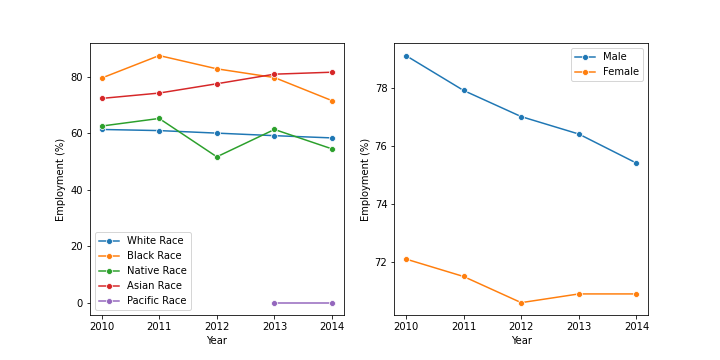 80
60
40
20
0
Employment (%)
White Race
Black Race
Native Race
Asian Race
Pacific Race
2010 2011 2012 2013 2014
Year
78
76
74
72
Employment (%)
Male
Female
2010 2011 2012 2013 2014
Year